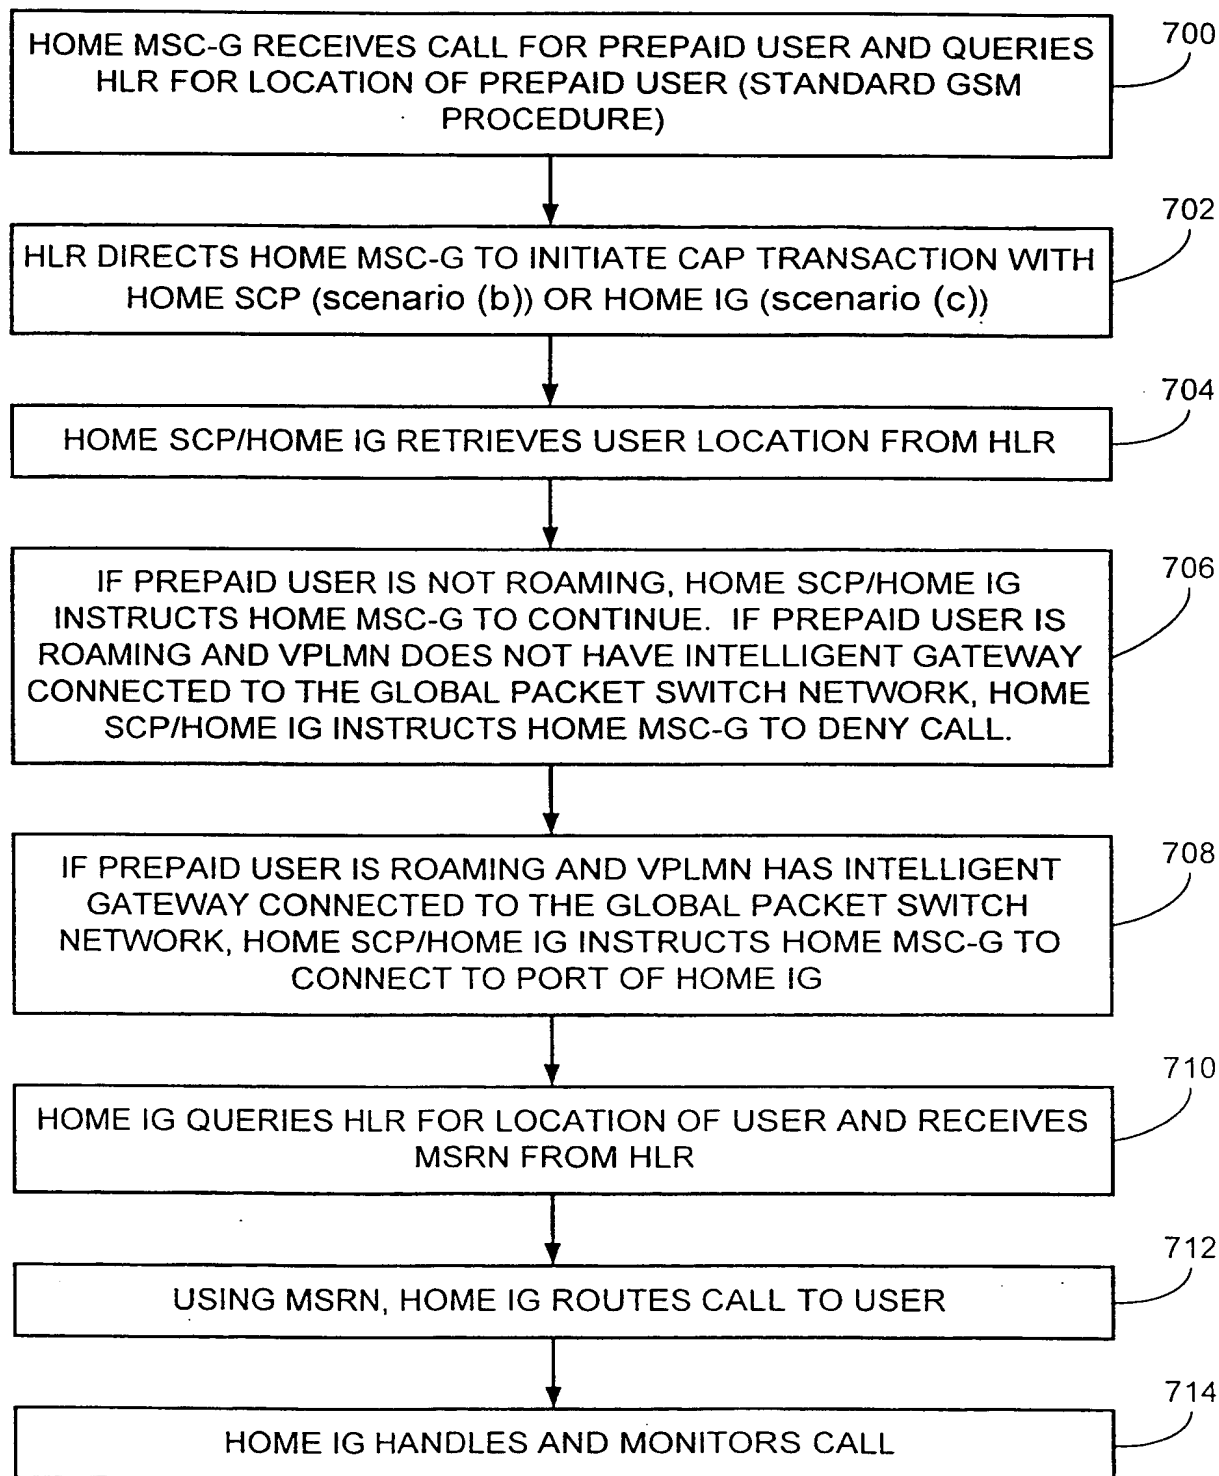 HOME MSC-G RECEIVES CALL FOR PREPAID USER AND QUERIES
HLR FOR LOCATION OF PREPAID USER (STANDARD GSM
PROCEDURE)
700
HLR DIRECTS HOME MSC-G TO INITIATE CAP TRANSACTION WITH
HOME SCP (scenario (b)) OR HOME IG (scenario (c))
702
HOME SCP/HOME IG RETRIEVES USER LOCATION FROM HLR
704
IF PREPAID USER IS NOT ROAMING, HOME SCP/HOME IG
INSTRUCTS HOME MSC-G TO CONTINUE. IF PREPAID USER IS
ROAMING AND VPLMN DOES NOT HAVE INTELLIGENT GATEWAY
CONNECTED TO THE GLOBAL PACKET SWITCH NETWORK, HOME
SCP/HOME IG INSTRUCTS HOME MSC-G TO DENY CALL.
706
IF PREPAID USER IS ROAMING AND VPLMN HAS INTELLIGENT
GATEWAY CONNECTED TO THE GLOBAL PACKET SWITCH
NETWORK, HOME SCP/HOME IG INSTRUCTS HOME MSC-G TO
CONNECT TO PORT OF HOME IG
708
HOME IG QUERIES HLR FOR LOCATION OF USER AND RECEIVES
MSRN FROM HLR
710
USING MSRN, HOME IG ROUTES CALL TO USER
712
HOME IG HANDLES AND MONITORS CALL
714